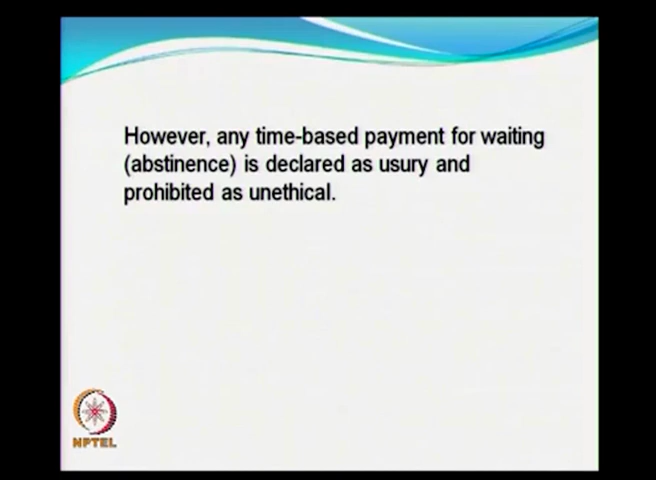 However, any time-based payment for waiting
(abstinence) is declared as usury and
prohibited as unethical.
NPTEL